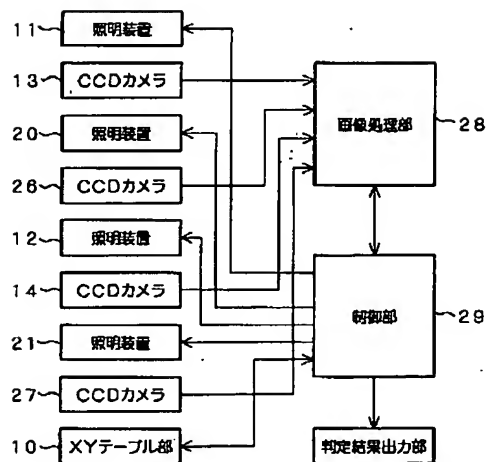 11 照明装置
13 CCDカメラ
20 照明装置
26 CCDカメラ
12 照明装置
14 CCDカメラ
21 照明装置
27 CCDカメラ
10 XYテーブル部
画像処理部 28
制御部 29
判定結果出力部